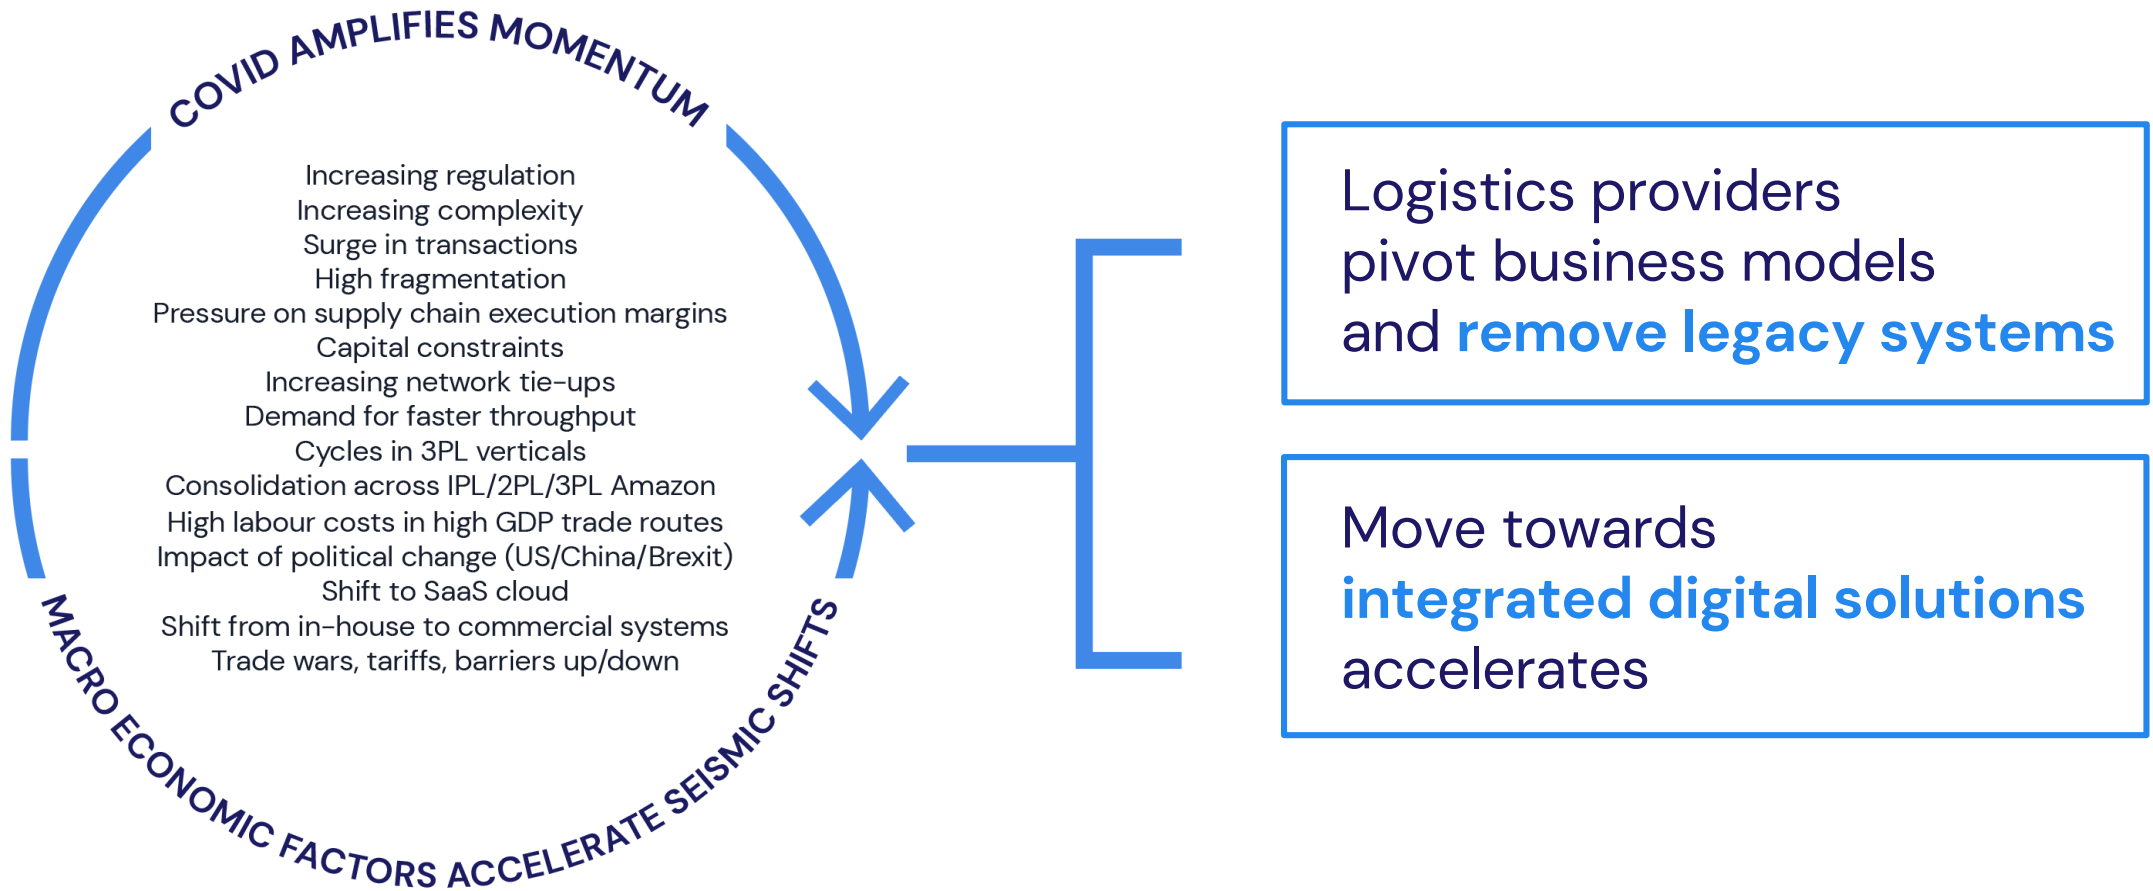 COVID AMPLIFIES MOMENTUM
Increasing regulation
Increasing complexity
Surge in transactions
High fragmentation
Pressure on supply chain execution margins
Capital constraints
Increasing network tie-ups
Demand for faster throughput
Cycles in 3PL verticals
Consolidation across IPL/2PL/3PL Amazon
High labour costs in high GDP trade routes
Impact of political change (US/China/Brexit)
Shift to SaaS cloud
Shift from in-house to commercial systems
Trade wars, tariffs, barriers up/down
MACRO ECONOMIC FACTORS ACCELERATE SEISMIC SHIFTS
Logistics providers
pivot business models
and remove legacy systems
Move towards
integrated digital solutions
accelerates